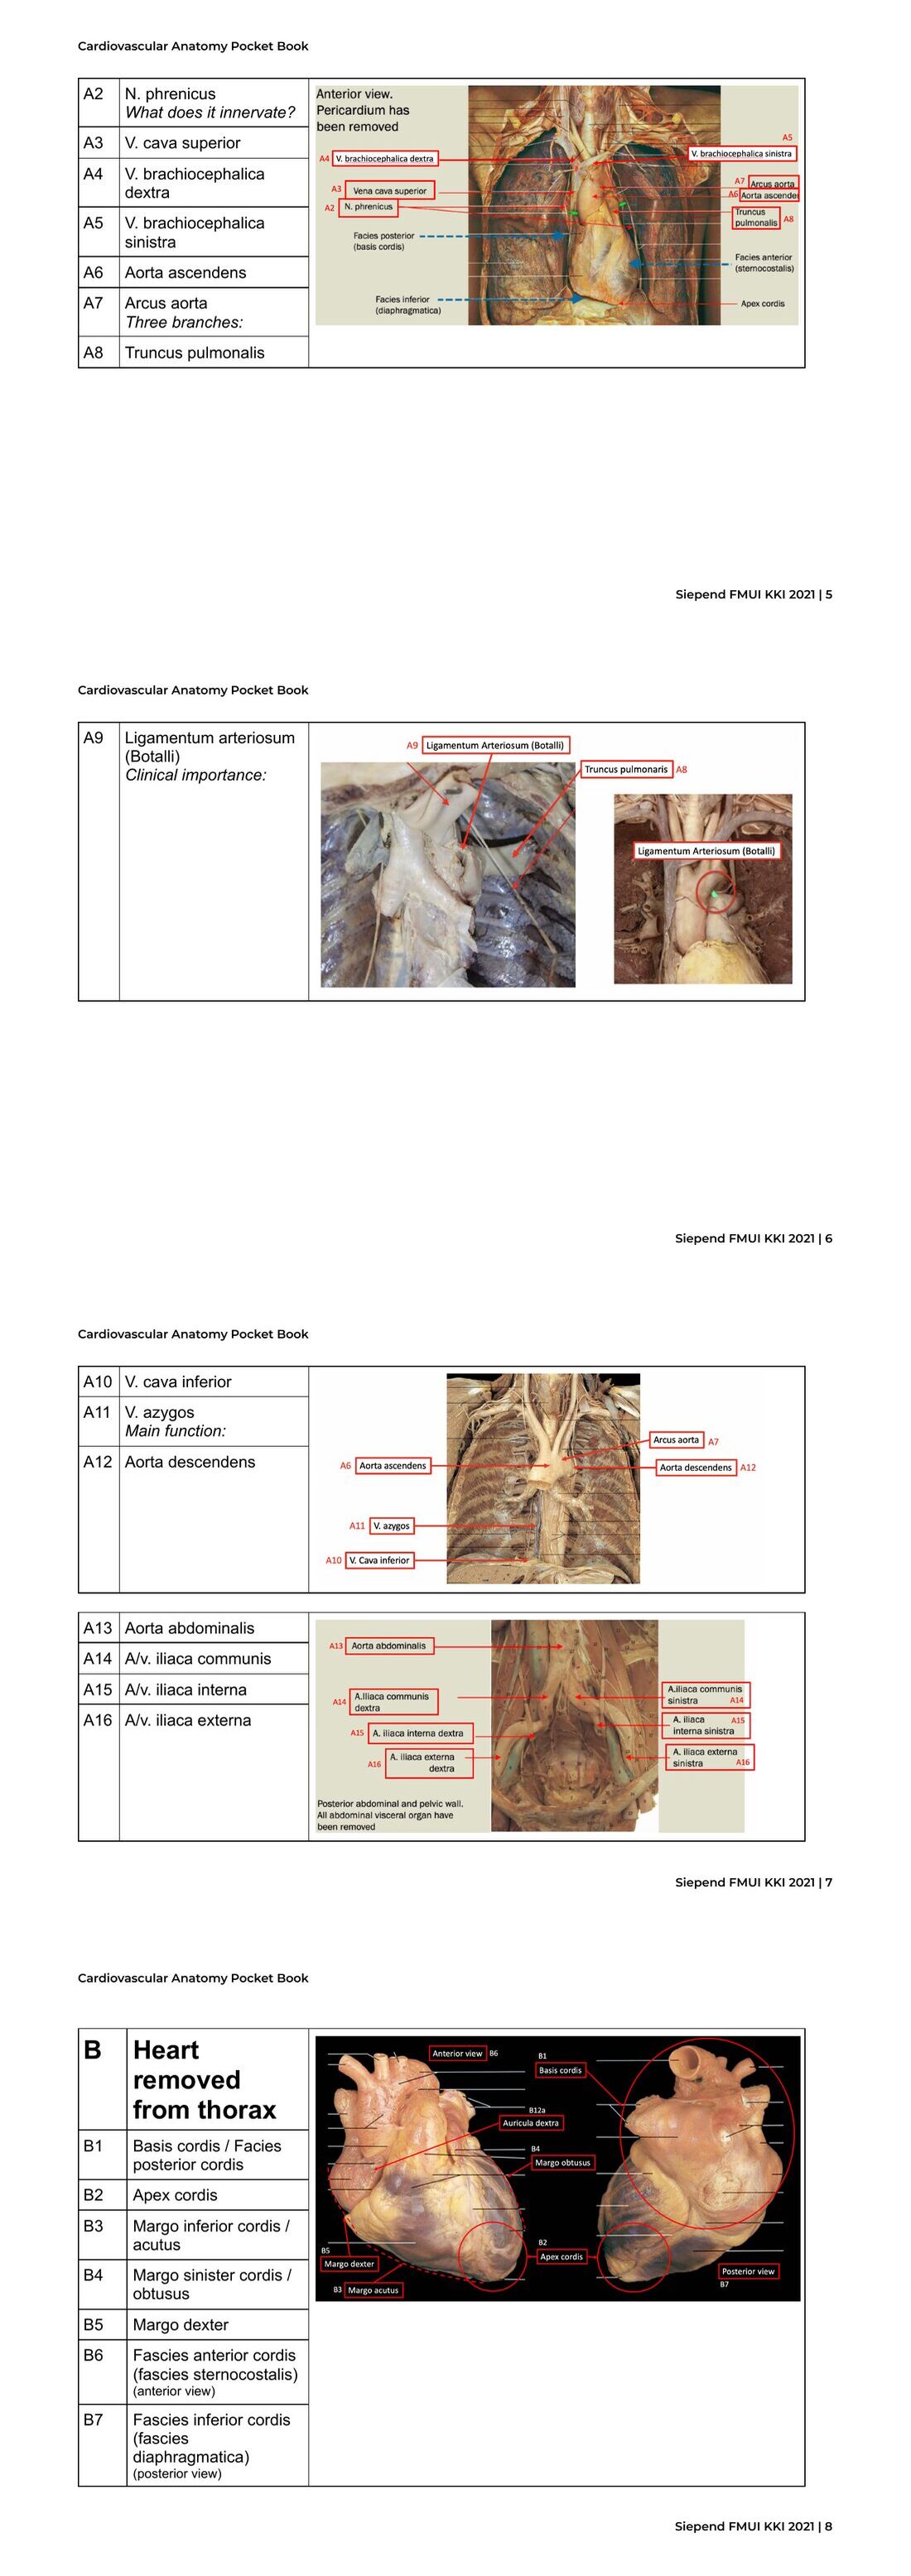 Cardiovascular Anatomy Pocket Book
A2
N. phrenicus
What does it innervate?
A3
V. cava superior
A4
V. brachiocephalica
dextra
A5
V. brachiocephalica
sinistra
A6
Aorta ascendens
A7
Arcus aorta
Three branches:
A8
Truncus pulmonalis
Anterior view.
Pericardium has
been removed
A4
V. brachiocephalica dextra
A3
Vena cava superior
A2
N. phrenicus
Facies posterior
(basis cordis)
Facies inferior
(diaphragmatica)
A5
V. brachiocephalica sinistra
A7
Arcus aorta
A6
Aorta ascender
Truncus
pulmonalis
A8
Facies anterior
(sternocostalis)
Apex cordis
Siepend FMUI KKI 2021 | 5
Cardiovascular Anatomy Pocket Book
A9
Ligamentum arteriosum
(Botalli)
Clinical importance:
A9
Ligamentum Arteriosum (Botalli)
Truncus pulmonaris
A8
Ligamentum Arteriosum (Botalli)
Siepend FMUI KKI 2021 | 6
Cardiovascular Anatomy Pocket Book
A10
V. cava inferior
A11
V. azygos
Main function:
A12
Aorta descendens
A6
Aorta ascendens
A11
V. azygos
A10
V. Cava inferior
Arcus aorta
A7
Aorta descendens
A12
A13
Aorta abdominalis
A14
A/v. iliaca communis
A15
A/v. iliaca interna
A16
A/v. iliaca externa
A13
Aorta abdominalis
A14
A.Iliaca communis
dextra
A15
A. iliaca interna dextra
A16
A. iliaca externa
dextra
A.iliaca communis
sinistra
A14
A. iliaca
interna sinistra
A15
A. iliaca externa
sinistra
A16
Posterior abdominal and pelvic wall.
All abdominal visceral organ have
been removed
Siepend FMUI KKI 2021 | 7
Cardiovascular Anatomy Pocket Book
B
Heart
removed
from thorax
B1
Basis cordis / Facies
posterior cordis
B2
Apex cordis
B3
Margo inferior cordis /
acutus
B4
Margo sinister cordis /
obtusus
B5
Margo dexter
B6
Fascies anterior cordis
(fascies sternocostalis)
(anterior view)
B7
Fascies inferior cordis
(fascies
diaphragmatica)
(posterior view)
Anterior view
B6
B1
Basis cordis
B12a
Auricula dextra
B4
Margo obtusus
B2
Apex cordis
B5
Margo dexter
B3
Margo acutus
Posterior view
B7
Siepend FMUI KKI 2021 | 8